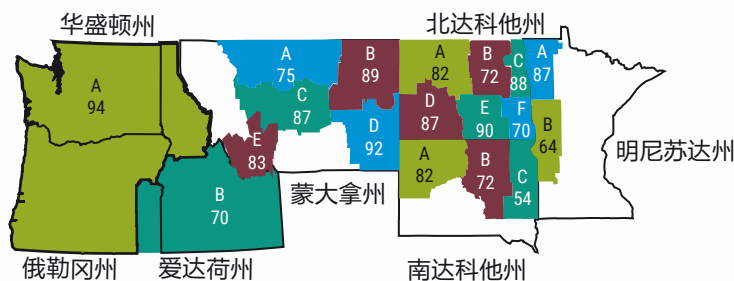 华盛顿州
北达科他州
A
94
A
75
B
89
A
82
B
72
C
88
A
87
C
87
D
92
D
87
E
90
F
70
B
64
E
83
A
82
B
72
C
54
B
70
明尼苏达州
蒙大拿州
俄勒冈州
爱达荷州
南达科他州